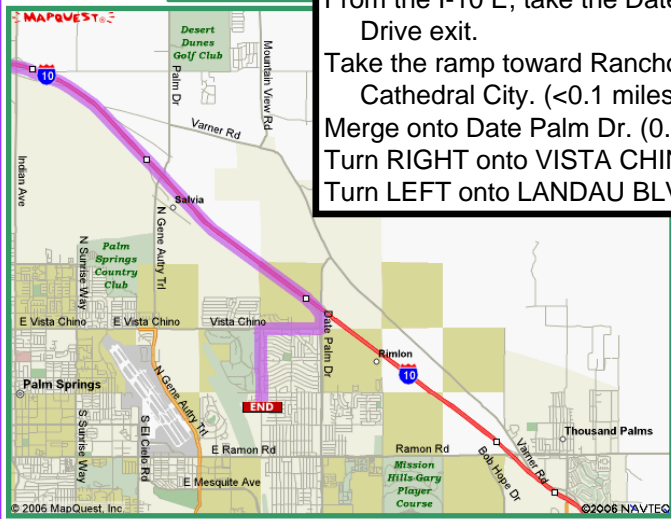 From the I-10 E, take the Date
Drive exit.
Take the ramp toward Rancho
Cathedral City. (<0.1 miles
Merge onto Date Palm Dr. (0.
Turn RIGHT onto VISTA CHIN
Turn LEFT onto LANDAU BLV
MAPQUEST
Desert
Dunes
Golf Club
10
Palm Dr
Mountain View Rd
Varner Rd
Indian Ave
Salvia
N Gene Autry Trl
N Sunrise Way
Palm
Springs
Country
Club
E Vista Chino
E Vista Chino
Vista Chino
Date Palm Dr
Rimlon
10
N Gene Autry Trl
Palm Springs
END
S Sunrise Way
S El Cielo Rd
E Ramon Rd
Ramon Rd
Thousand Palms
Varner Rd
Bob Hope Dr
E Mesquite Ave
Mission
Hills-Gary
Player
Course
© 2006 MapQuest, Inc.
©2006 NAVTEQ